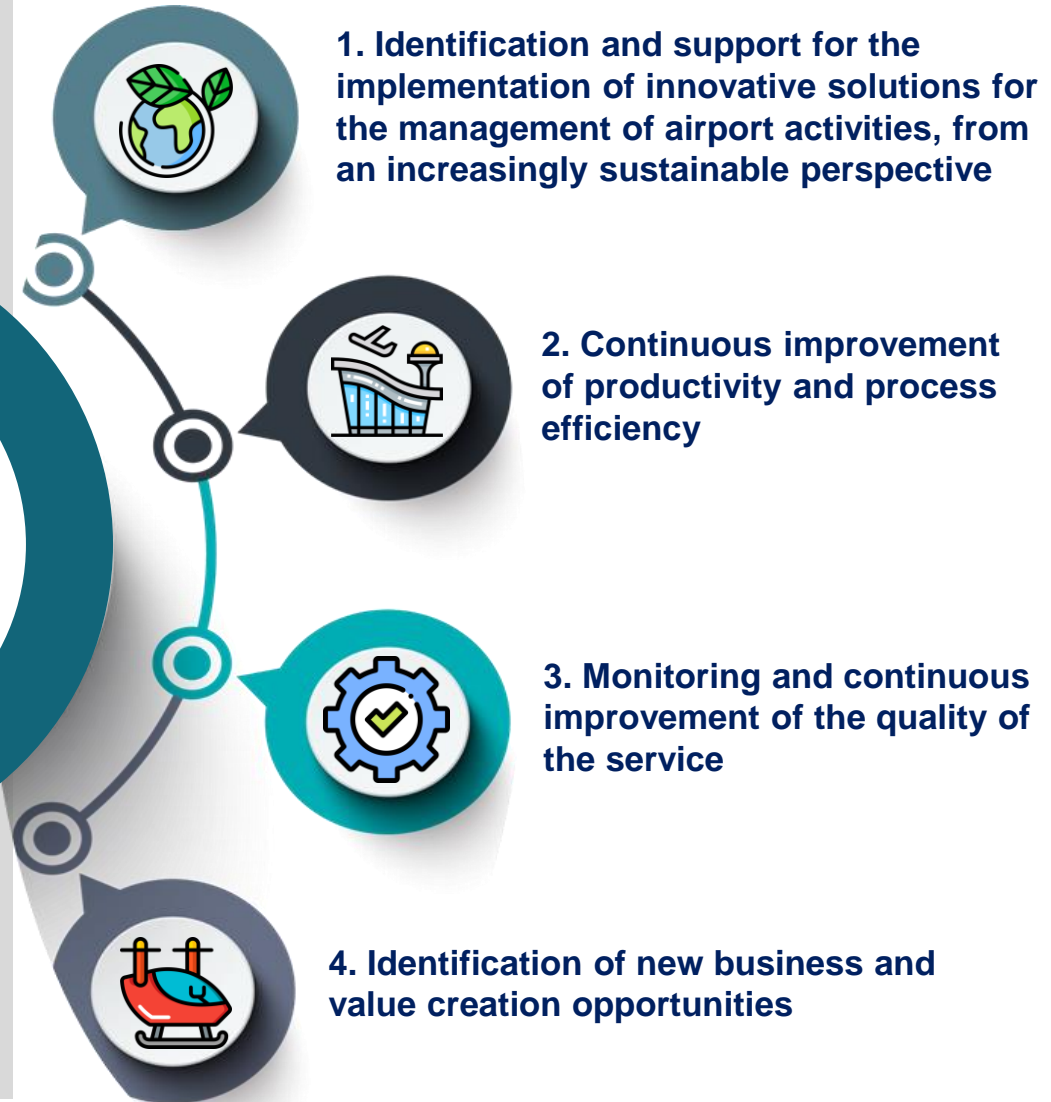 1. Identification and support for the
implementation of innovative solutions for
the management of airport activities, from
an increasingly sustainable perspective
2. Continuous improvement
of productivity and process
efficiency
3. Monitoring and continuous
improvement of the quality of
the service
4. Identification of new business and
value creation opportunities